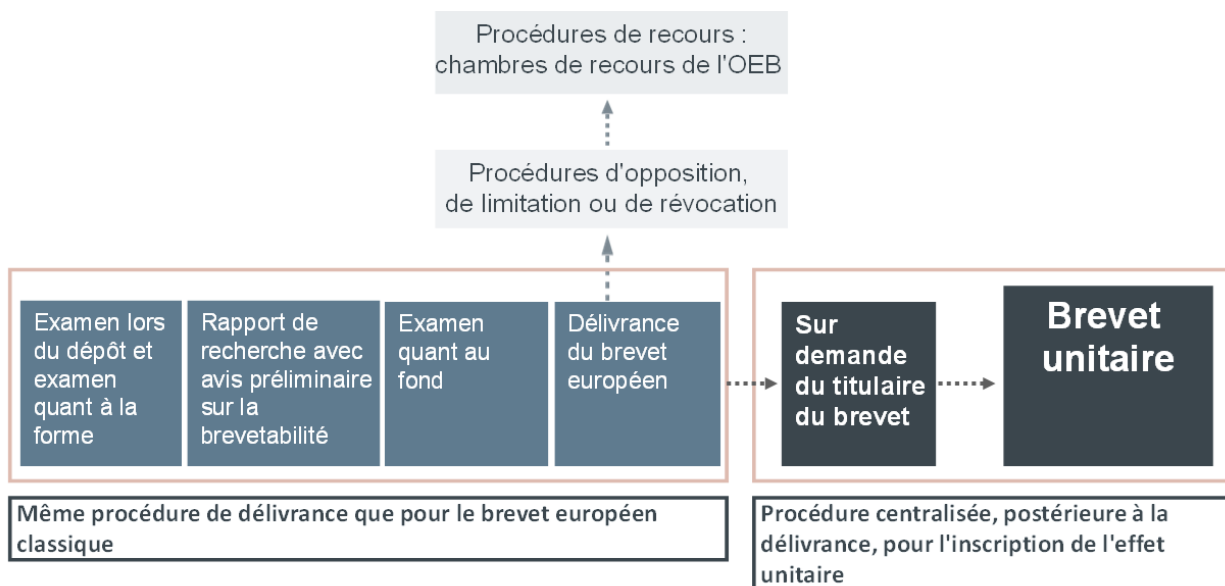 Procédures de recours :
chambres de recours de l'OEB
Procédures d'opposition,
de limitation ou de révocation
Examen lors
du dépôt et
examen
quant à la
forme
Rapport de
recherche avec
avis préliminaire
sur la
brevetabilité
Examen
quant au
fond
Délivrance
du brevet
européen
Sur
demande
du titulaire
du brevet
Brevet
unitaire
Même procédure de délivrance que pour le brevet européen
classique
Procédure centralisée, postérieure à la
délivrance, pour l'inscription de l'effet
unitaire